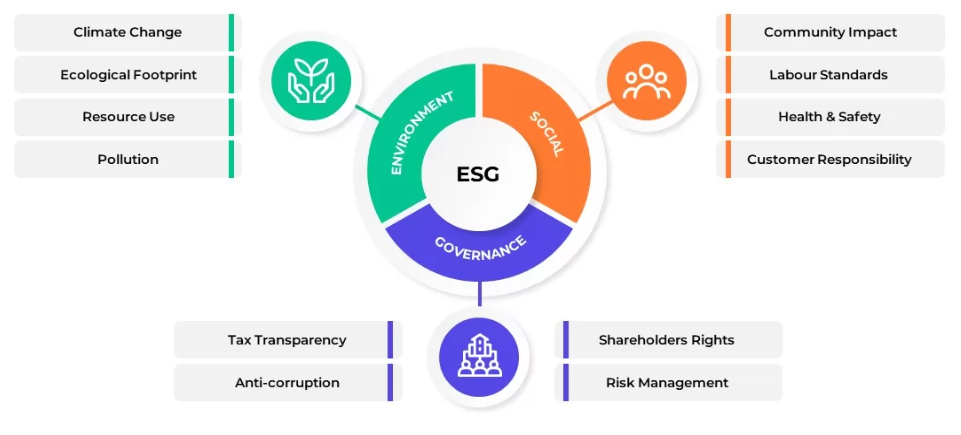 Climate Change
Ecological Footprint
Resource Use
Pollution
ENVIRONMENT
SOCIAL
ESG
GOVERNANCE
Community Impact
Labour Standards
Health & Safety
Customer Responsibility
Tax Transparency
Anti-corruption
Shareholders Rights
Risk Management